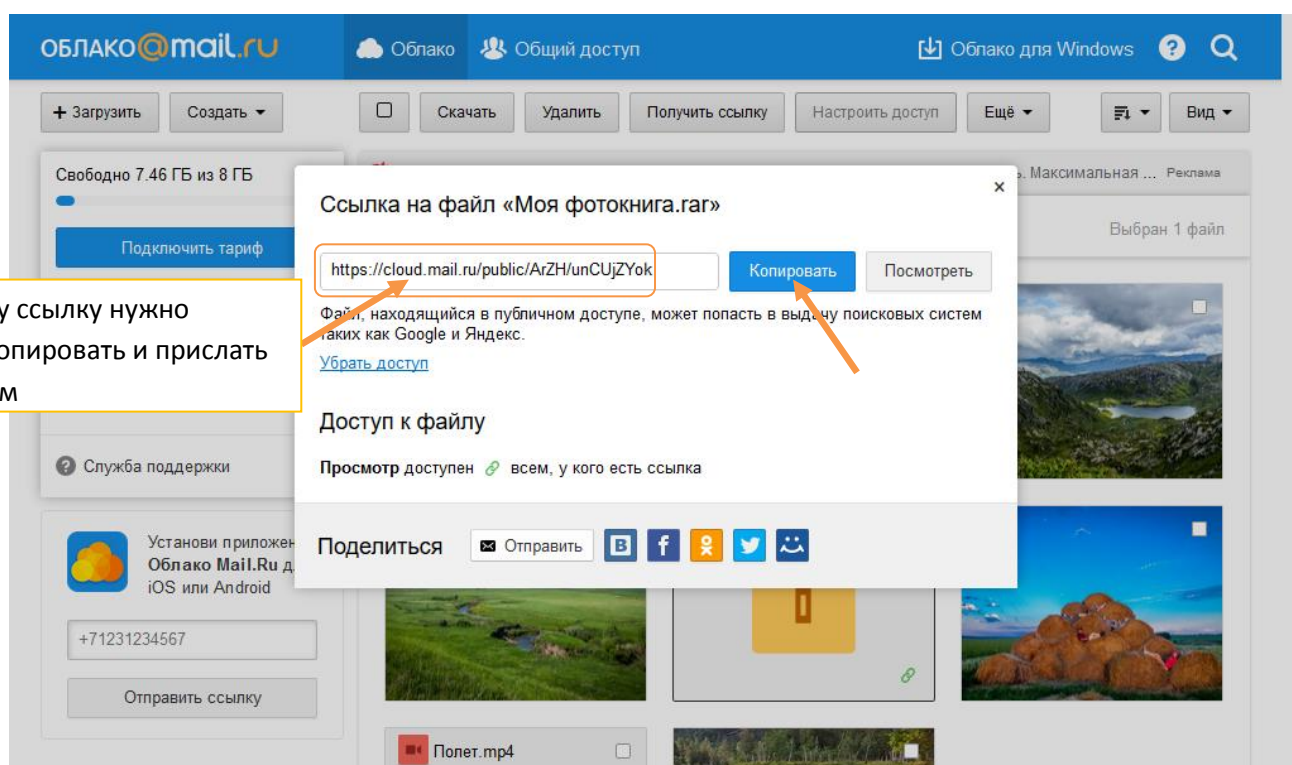 ОБЛАКО@mail.ru
Облако
Общий доступ
Облако для Windows
?
+ Загрузить
Создать
Скачать
Удалить
Получить ссылку
Настроить доступ
Ещё
Вид
Свободно 7.46 ГБ из 8 ГБ
. Максимальная ... Реклама
Подключить тариф
Выбран 1 файл
Ссылка на файл «Моя фотокнига.rar»
×
https://cloud.mail.ru/public/ArZH/unCUjZYok
Копировать
Посмотреть
у ссылку нужно
опировать и прислать
м
Файл, находящийся в публичном доступе, может попасть в выдачу поисковых систем
таких как Google и Яндекс.
Убрать доступ
Доступ к файлу
Просмотр доступен всем, у кого есть ссылка
? Служба поддержки
Поделиться
Отправить
В
f
Установи приложен
Облако Mail.Ru д
iOS или Android
+71231234567
Отправить ссылку
Полет.mp4